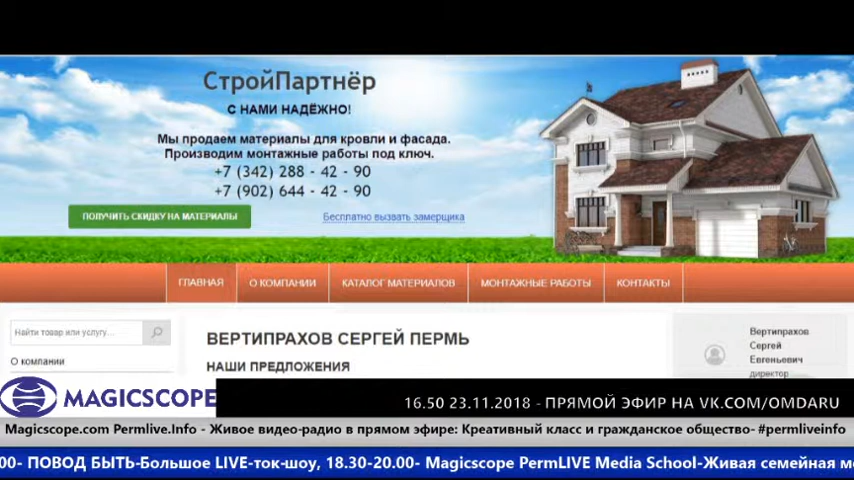 СтройПартнёр
С НАМИ НАДЁЖНО!
Мы продаем материалы для кровли и фасада.
Производим монтажные работы под ключ.
+7 (342) 288 - 42 - 90
+7 (902) 644 - 42 - 90
ПОЛУЧИТЬ СКИДКУ НА МАТЕРИАЛЫ
Бесплатно вызвать замерщика
ГЛАВНАЯ О КОМПАНИИ КАТАЛОГ МАТЕРИАЛОВ МОНТАЖНЫЕ РАБОТЫ КОНТАКТЫ
Найти товар или услугу...
О компании
ВЕРТИПРАХОВ СЕРГЕЙ ПЕРМЬ
НАШИ ПРЕДЛОЖЕНИЯ
Вертипрахов
Сергей
Евгеньевич
директор
MAGICSCOPE
16.50 23.11.2018 - ПРЯМОЙ ЭФИР НА VK.COM/OMDARU
Magicscope.com Permlive.Info - Живое видео-радио в прямом эфире: Креативный класс и гражданское общество- #permliveinfo
00- ПОВОД БЫТЬ-Большое LIVE-ток-шоу, 18.30-20.00- Magicscope PermLIVE Media School-Живая семейная